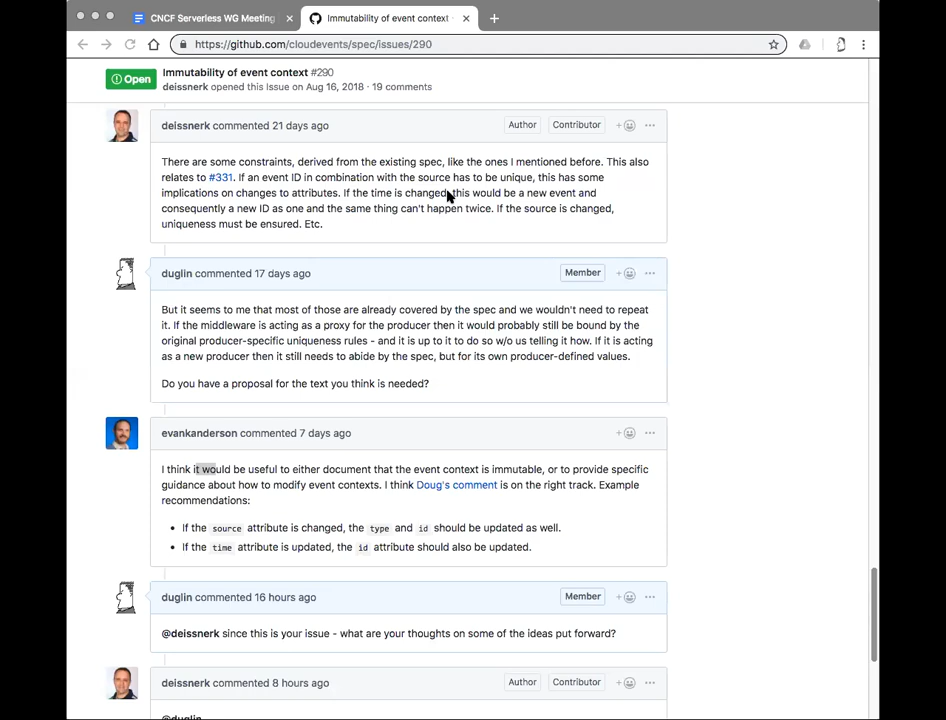 CNCF Serverless WG Meeting
Immutability of event context
https://github.com/cloudevents/spec/issues/290
Open
Immutability of event context #290
deissnerk opened this Issue on Aug 16, 2018 · 19 comments
deissnerk commented 21 days ago
Author
Contributor
There are some constraints, derived from the existing spec, like the ones I mentioned before. This also
relates to #331. If an event ID in combination with the source has to be unique, this has some
implications on changes to attributes. If the time is changed, this would be a new event and
consequently a new ID as one and the same thing can't happen twice. If the source is changed,
uniqueness must be ensured. Etc.
duglin commented 17 days ago
Member
But it seems to me that most of those are already covered by the spec and we wouldn't need to repeat
it. If the middleware is acting as a proxy for the producer then it would probably still be bound by the
original producer-specific uniqueness rules - and it is up to it to do so w/o us telling it how. If it is acting
as a new producer then it still needs to abide by the spec, but for its own producer-defined values.
Do you have a proposal for the text you think is needed?
evankanderson commented 7 days ago
I think it would be useful to either document that the event context is immutable, or to provide specific
guidance about how to modify event contexts. I think Doug's comment is on the right track. Example
recommendations:
• If the source attribute is changed, the type and id should be updated as well.
• If the time attribute is updated, the id attribute should also be updated.
duglin commented 16 hours ago
Member
@deissnerk since this is your issue - what are your thoughts on some of the ideas put forward?
deissnerk commented 8 hours ago
Author
Contributor
@duglin